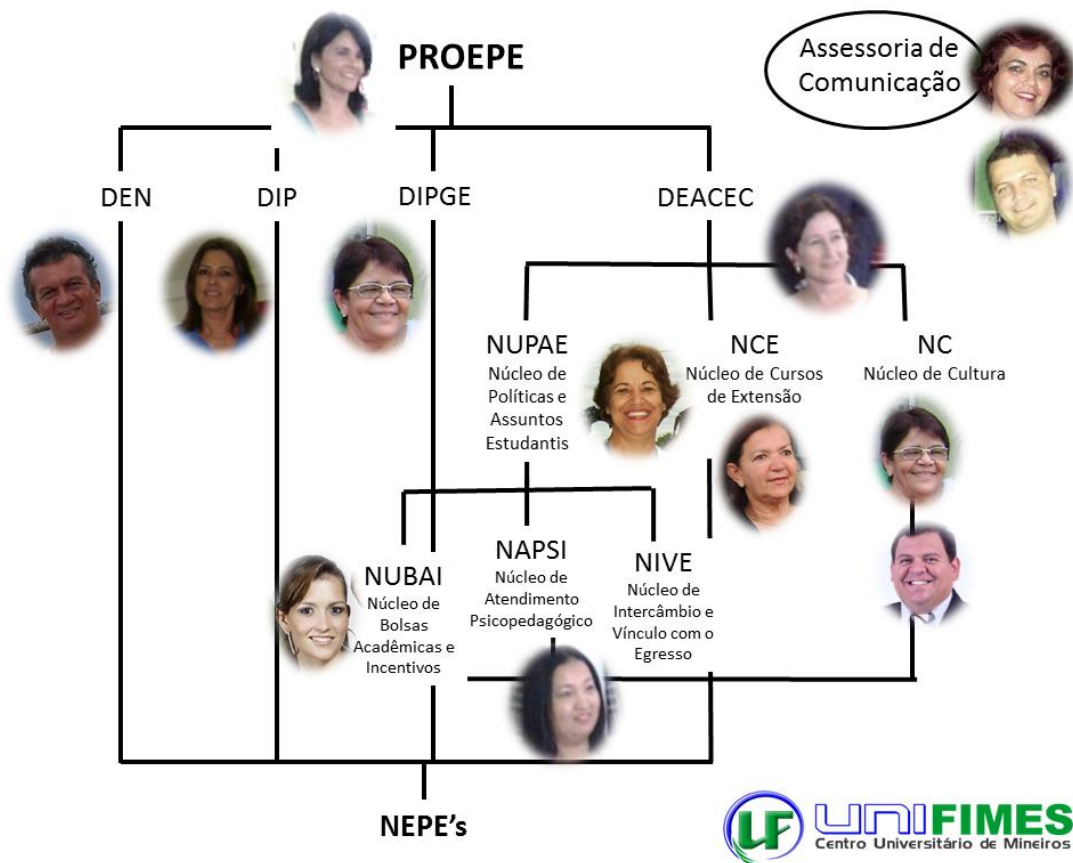 PROEPE
Assessoria de
Comunicação
DEN
DIP
DIPGE
DEACEC
NUPAE
Núcleo de
Políticas e
Assuntos
Estudantis
NCE
Núcleo de Cursos
de Extensão
NC
Núcleo de Cultura
NUBAI
Núcleo de
Bolsas
Acadêmicas e
Incentivos
NAPSI
Núcleo de
Atendimento
Psicopedagógico
NIVE
Núcleo de
Intercâmbio e
Vínculo com o
Egresso
NEPE's
UF UNIFIMES
Centro Universitário de Mineiros